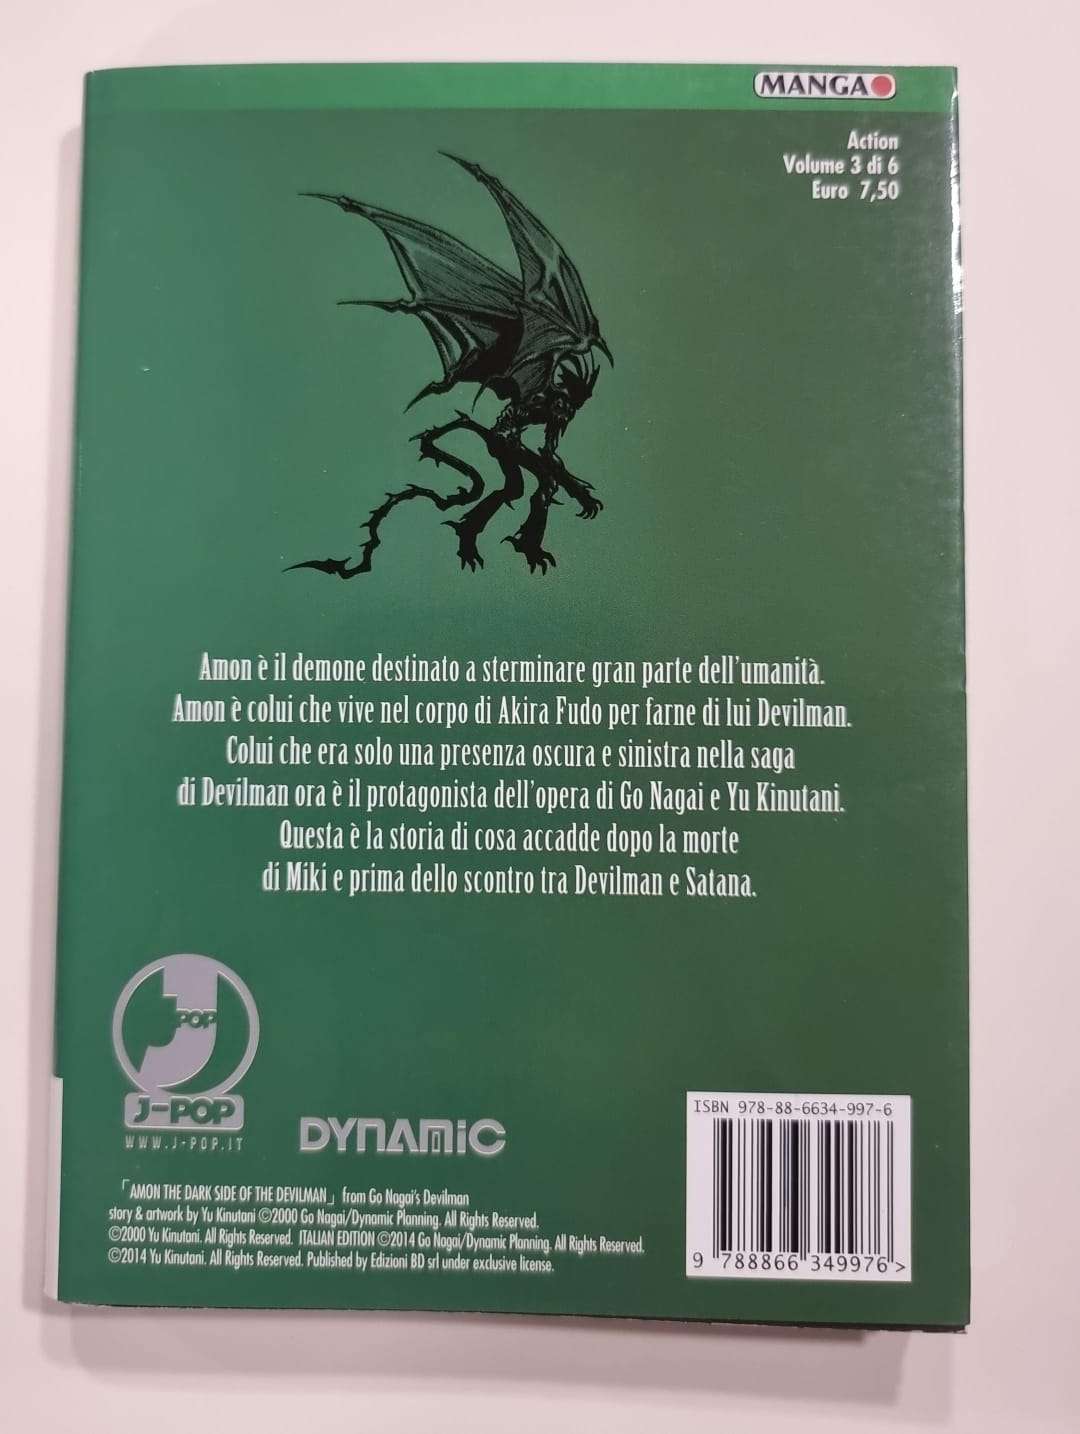 MANGA
Action
Volume 3 di 6
Euro 7,50
Amon è il demone destinato a sterminare gran parte dell'umanità.
Amon è colui che vive nel corpo di Akira Fudo per farne di lui Devilman.
Colui che era solo una presenza oscura e sinistra nella saga
di Devilman ora è il protagonista dell'opera di Go Nagai e Yu Kinutani.
Questa è la storia di cosa accadde dopo la morte
di Miki e prima dello scontro tra Devilman e Satana.
POP
J-POP
WWW.J-POP.IT
DYNAMIC
「AMON THE DARK SIDE OF THE DEVILMAN」 from Go Nagai's Devilman
story & artwork by Yu Kinutani ©2000 Go Nagai/Dynamic Planning. All Rights Reserved.
©2000 Yu Kinutani. All Rights Reserved. ITALIAN EDITION ©2014 Go Nagai/Dynamic Planning. All Rights Reserved.
©2014 Yu Kinutani. All Rights Reserved. Published by Edizioni BD srl under exclusive license.
ISBN 978-88-6634-997-6
9 788866 349976 >